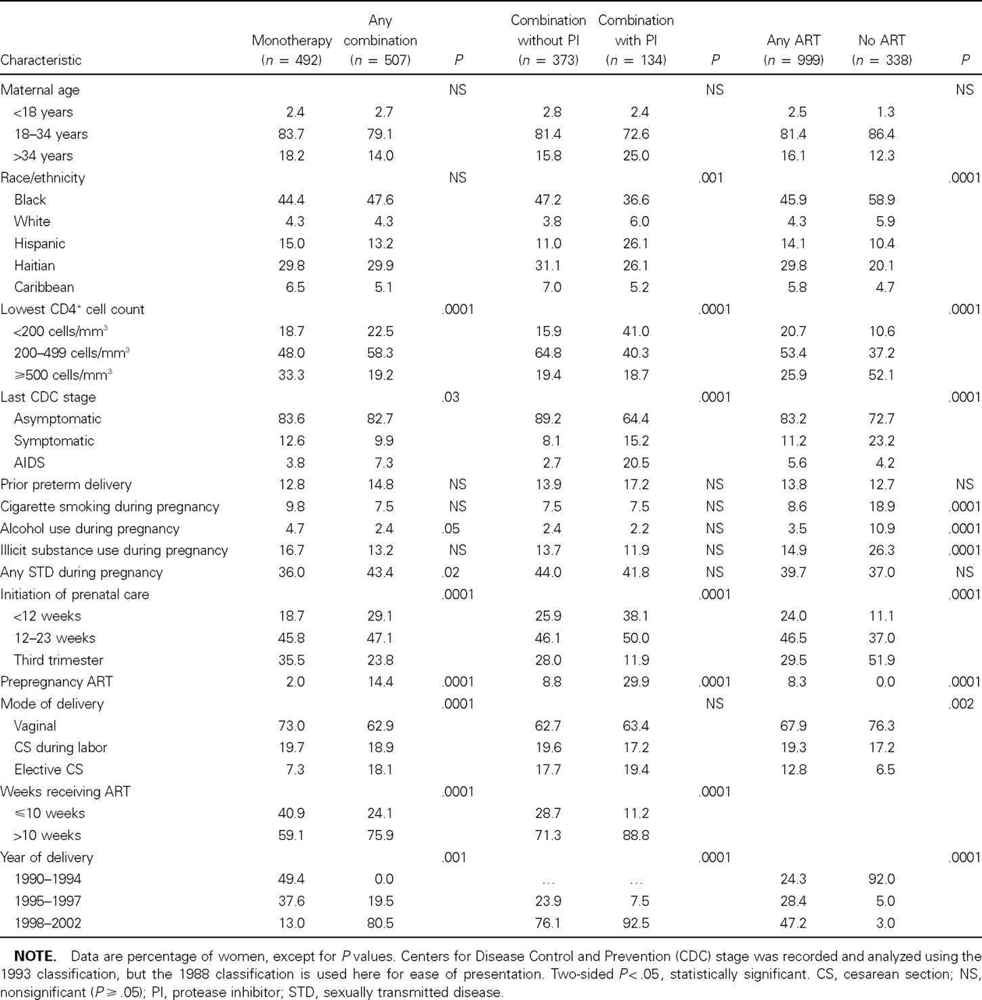 Any Combination Combination
Monotherapy combination without PI with PI Any ART No ART
Characteristic (n = 492) (n = 507) P (n = 373) (n = 134) P (n = 999) (n = 338) P
Maternal age NS NS NS
<18 years 2.4 2.7 2.8 2.4 2.5 1.3
18–34 years 83.7 79.1 81.4 72.6 81.4 86.4
>34 years 18.2 14.0 15.8 25.0 16.1 12.3
Race/ethnicity NS .001 .0001
Black 44.4 47.6 47.2 36.6 45.9 58.9
White 4.3 4.3 3.8 6.0 4.3 5.9
Hispanic 15.0 13.2 11.0 26.1 14.1 10.4
Haitian 29.8 29.9 31.1 26.1 29.8 20.1
Caribbean 6.5 5.1 7.0 5.2 5.8 4.7
Lowest CD4⁺ cell count .0001 .0001 .0001
<200 cells/mm³ 18.7 22.5 15.9 41.0 20.7 10.6
200–499 cells/mm³ 48.0 58.3 64.8 40.3 53.4 37.2
⩾500 cells/mm³ 33.3 19.2 19.4 18.7 25.9 52.1
Last CDC stage .03 .0001 .0001
Asymptomatic 83.6 82.7 89.2 64.4 83.2 72.7
Symptomatic 12.6 9.9 8.1 15.2 11.2 23.2
AIDS 3.8 7.3 2.7 20.5 5.6 4.2
Prior preterm delivery 12.8 14.8 NS 13.9 17.2 NS 13.8 12.7 NS
Cigarette smoking during pregnancy 9.8 7.5 NS 7.5 7.5 NS 8.6 18.9 .0001
Alcohol use during pregnancy 4.7 2.4 .05 2.4 2.2 NS 3.5 10.9 .0001
Illicit substance use during pregnancy 16.7 13.2 NS 13.7 11.9 NS 14.9 26.3 .0001
Any STD during pregnancy 36.0 43.4 .02 44.0 41.8 NS 39.7 37.0 NS
Initiation of prenatal care .0001 .0001 .0001
<12 weeks 18.7 29.1 25.9 38.1 24.0 11.1
12–23 weeks 45.8 47.1 46.1 50.0 46.5 37.0
Third trimester 35.5 23.8 28.0 11.9 29.5 51.9
Prepregnancy ART 2.0 14.4 .0001 8.8 29.9 .0001 8.3 0.0 .0001
Mode of delivery .0001 NS .002
Vaginal 73.0 62.9 62.7 63.4 67.9 76.3
CS during labor 19.7 18.9 19.6 17.2 19.3 17.2
Elective CS 7.3 18.1 17.7 19.4 12.8 6.5
Weeks receiving ART .0001 .0001
⩽10 weeks 40.9 24.1 28.7 11.2
>10 weeks 59.1 75.9 71.3 88.8
Year of delivery .001 .0001 .0001
1990–1994 49.4 0.0 … … 24.3 92.0
1995–1997 37.6 19.5 23.9 7.5 28.4 5.0
1998–2002 13.0 80.5 76.1 92.5 47.2 3.0
NOTE. Data are percentage of women, except for P values. Centers for Disease Control and Prevention (CDC) stage was recorded and analyzed using the
1993 classification, but the 1988 classification is used here for ease of presentation. Two-sided P < .05, statistically significant. CS, cesarean section; NS,
nonsignificant (P ⩾ .05); PI, protease inhibitor; STD, sexually transmitted disease.